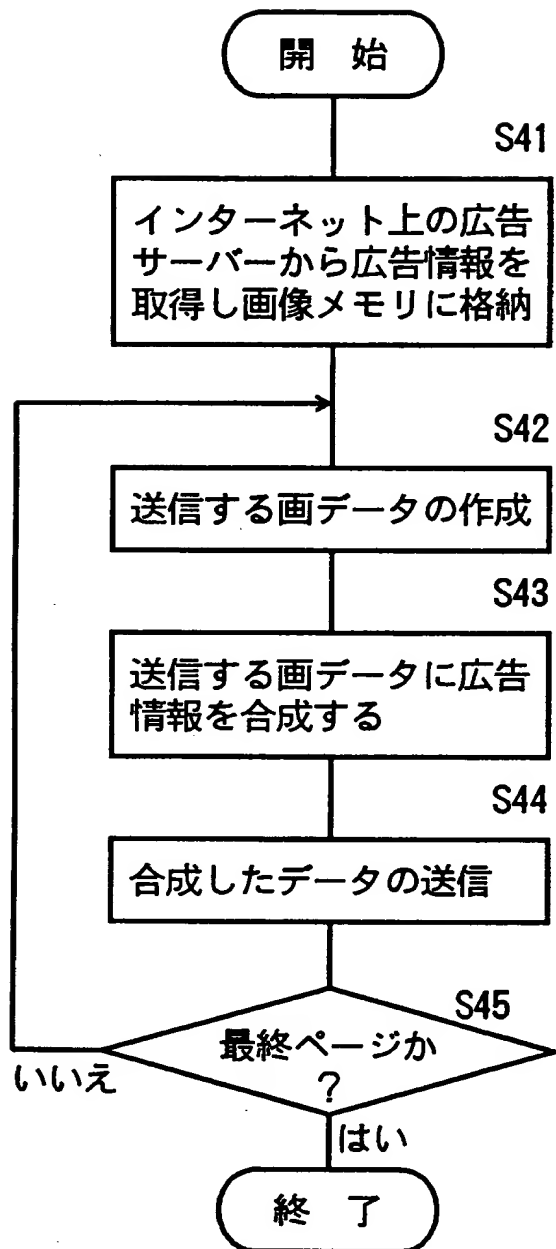 開 始
S41
インターネット上の広告
サーバーから広告情報を
取得し画像メモリに格納
S42
送信する画データの作成
S43
送信する画データに広告
情報を合成する
S44
合成したデータの送信
S45
最終ページか
?
いいえ
はい
終 了